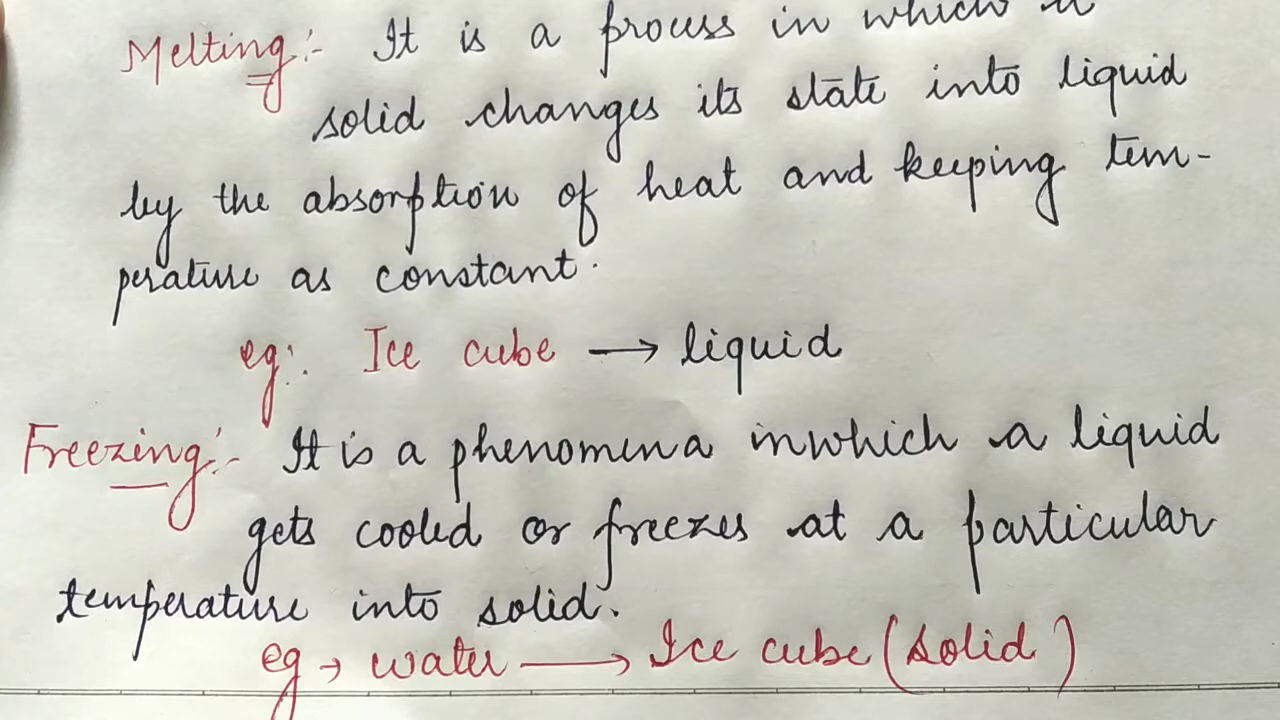 Melting:- It is a process in which
solid changes its state into liquid
by the absorption of heat and keeping tem-
perature as constant.
eg: Ice cube → liquid
Freezing:- It is a phenomena inwhich a liquid
gets cooled or freezes at a particular
temperature into solid.
eg → water → Ice cube (solid)